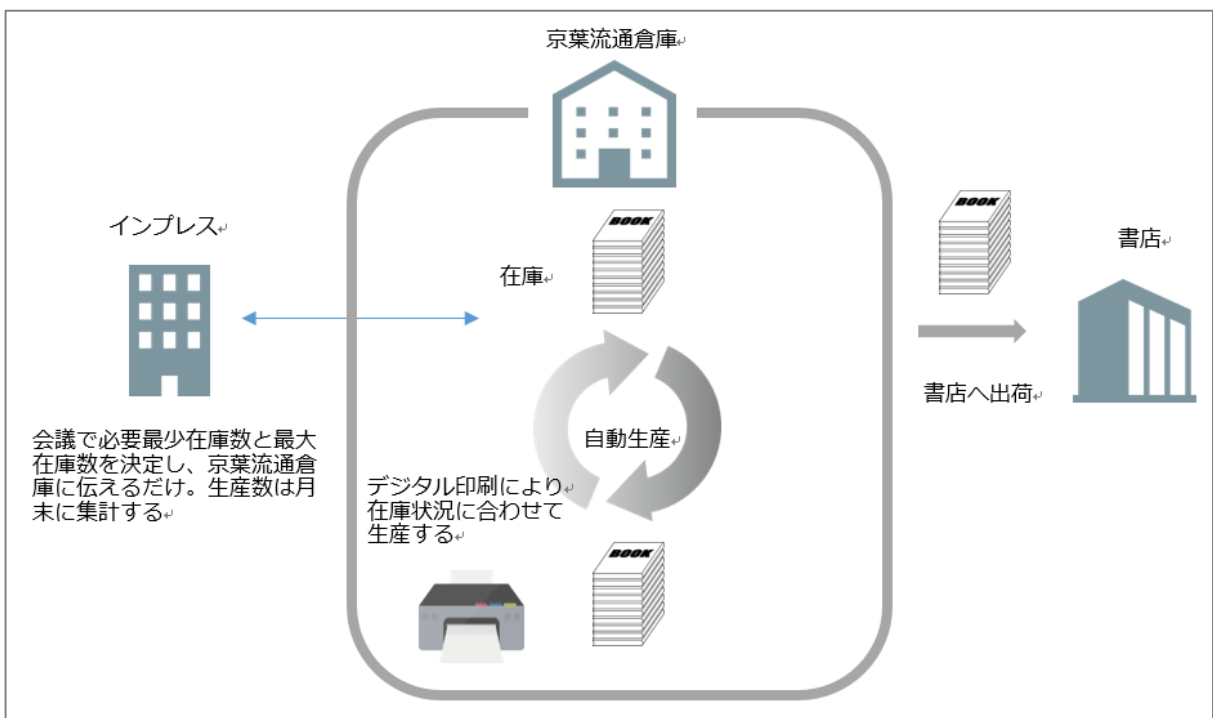 京葉流通倉庫
インプレス
BOOK
BOOK
書店
在庫
書店へ出荷
自動生産
会議で必要最少在庫数と最大
在庫数を決定し、京葉流通倉
庫に伝えるだけ。生産数は月
末に集計する
デジタル印刷により
在庫状況に合わせて
生産する
BOOK